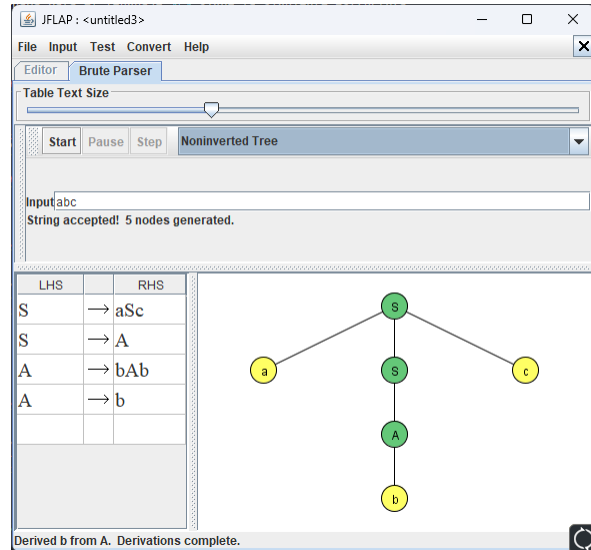 JFLAP : <untitled3>
File Input Test Convert Help
Editor Brute Parser
Table Text Size
Start Pause Step Noninverted Tree
Input abc
String accepted! 5 nodes generated.
LHS RHS
S → aSc
S → A
A → bAb
A → b
S
a S c
A
b
Derived b from A. Derivations complete.